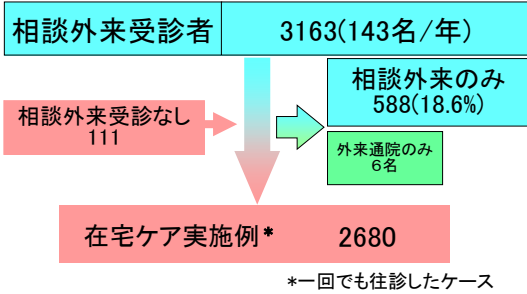 相談外来受診者 3163(143名/年)
相談外来のみ
588(18.6%)
相談外来受診なし
111
外来通院のみ
6名
在宅ケア実施例* 2680
*一回でも往診したケース